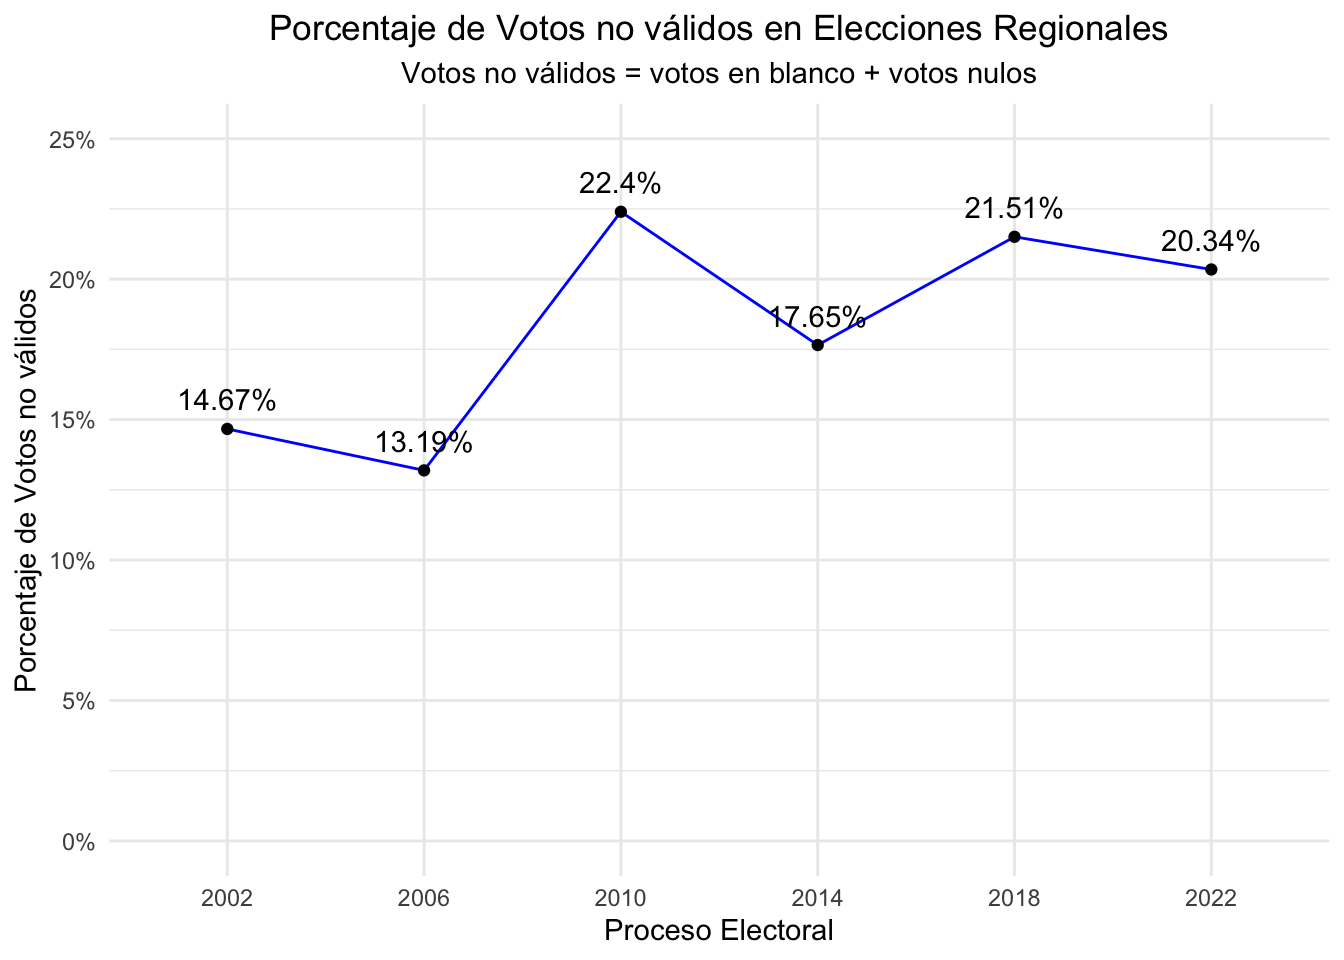 Porcentaje de Votos no válidos en Elecciones Regionales
Votos no válidos = votos en blanco + votos nulos
Porcentaje de Votos no válidos
25%
20%
15%
10%
5%
0%
14.67%
13.19%
22.4%
17.65%
21.51%
20.34%
2002 2006 2010 2014 2018 2022
Proceso Electoral